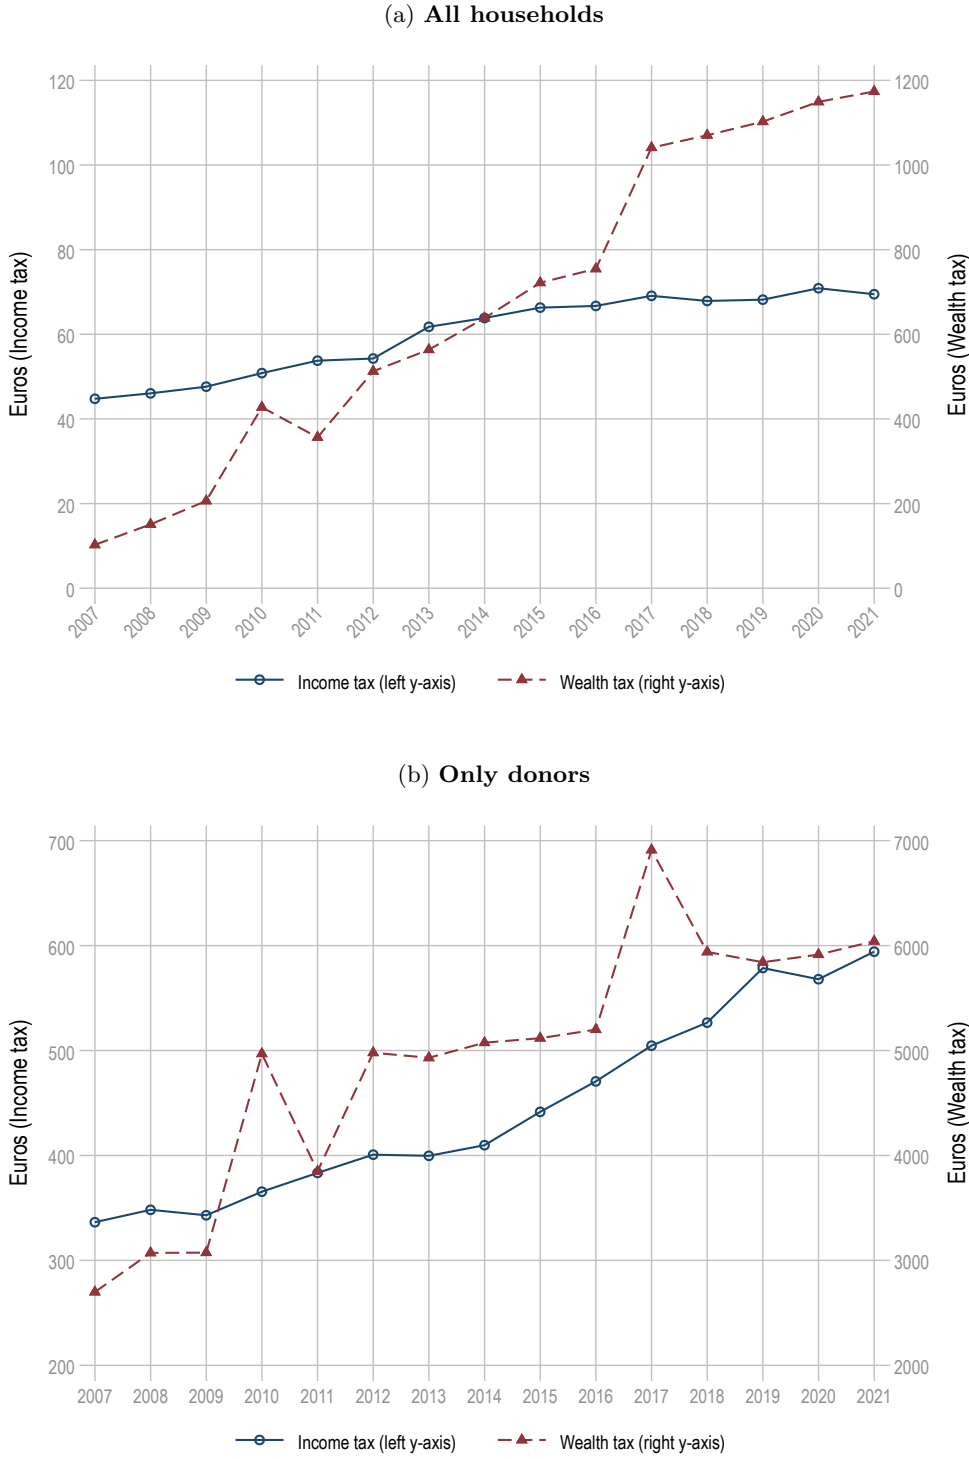 (a) All households
Euros (Income tax)
Euros (Wealth tax)
120
100
80
60
40
20
0
1200
1000
800
600
400
200
0
2007 2008 2009 2010 2011 2012 2013 2014 2015 2016 2017 2018 2019 2020 2021
Income tax (left y-axis) Wealth tax (right y-axis)
(b) Only donors
Euros (Income tax)
Euros (Wealth tax)
700
600
500
400
300
200
7000
6000
5000
4000
3000
2000
2007 2008 2009 2010 2011 2012 2013 2014 2015 2016 2017 2018 2019 2020 2021
Income tax (left y-axis) Wealth tax (right y-axis)